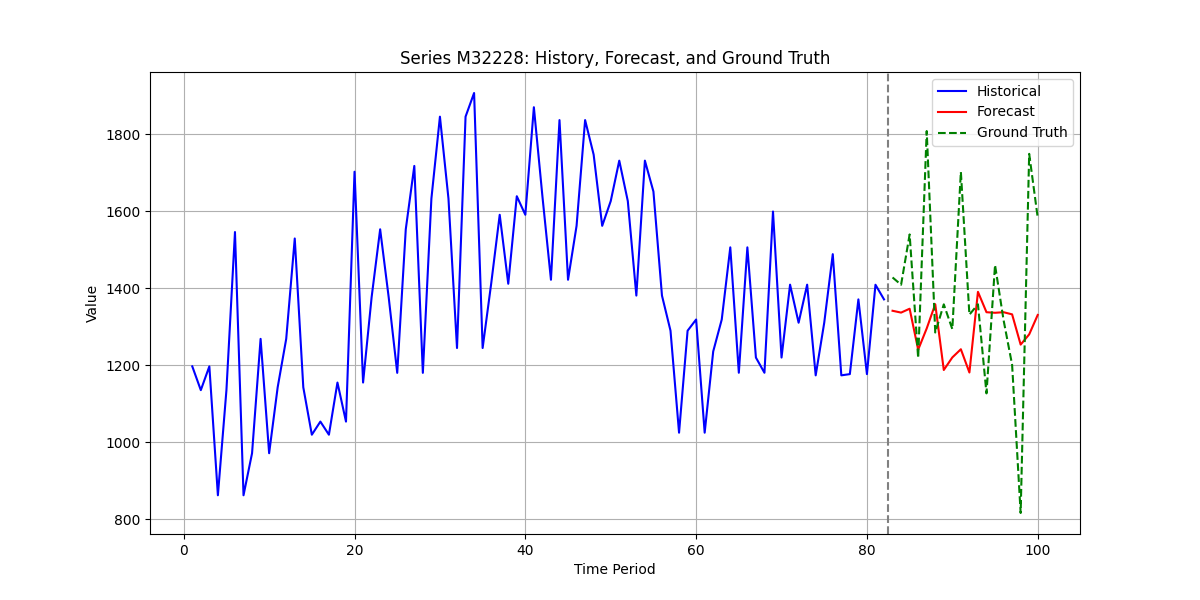 Series M32228: History, Forecast, and Ground Truth
Historical
Forecast
Ground Truth
Value
1800
1600
1400
1200
1000
800
0 20 40 60 80 100
Time Period